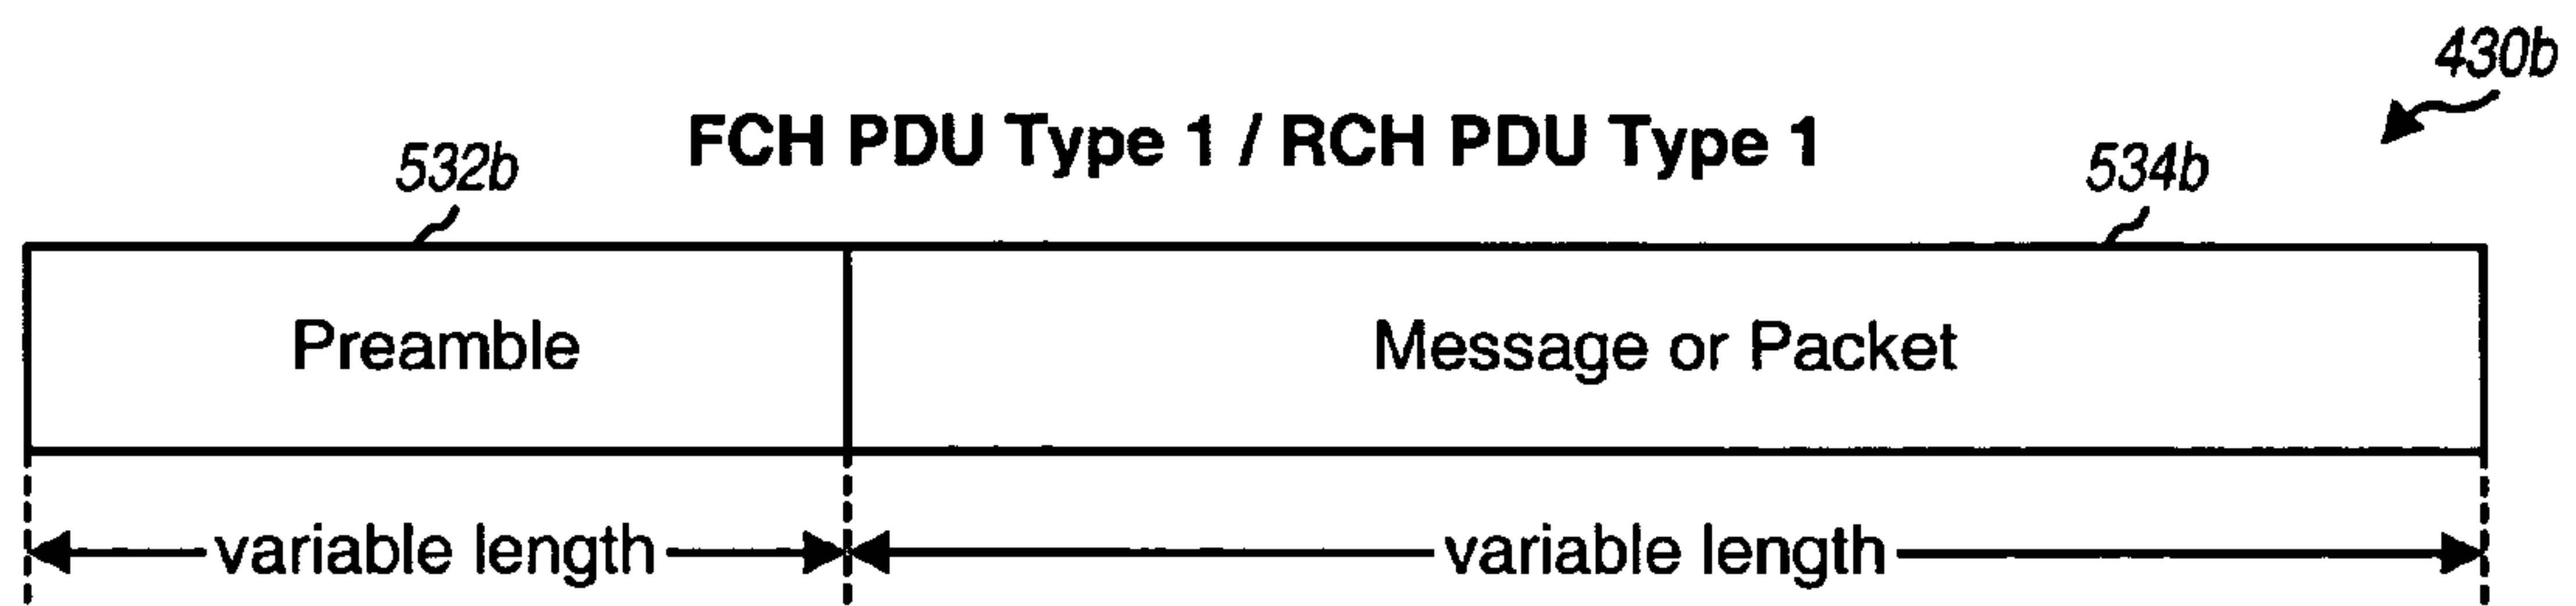 430b
FCH PDU Type 1 / RCH PDU Type 1
532b
534b
Preamble
Message or Packet
variable length
variable length